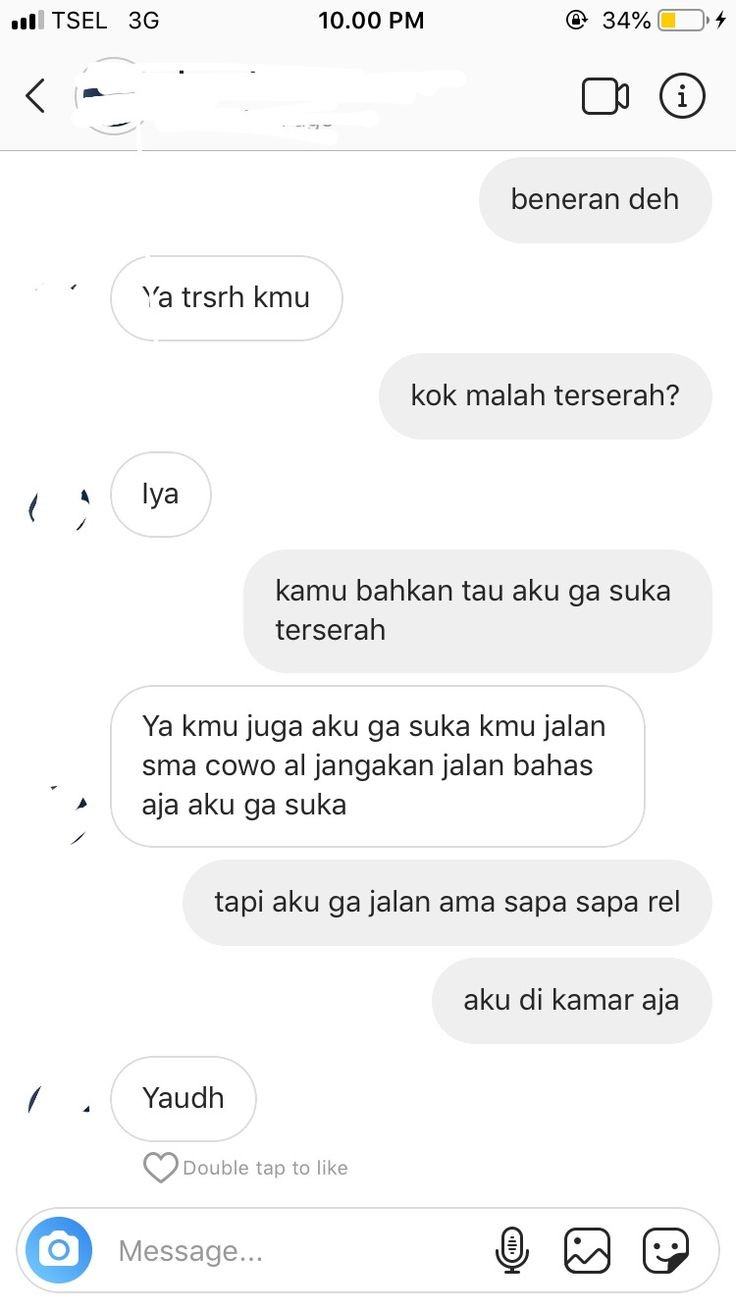 TSEL 3G 10.00 PM 34%
beneran deh
Ya trsrh kmu
kok malah terserah?
Iya
kamu bahkan tau aku ga suka
terserah
Ya kmu juga aku ga suka kmu jalan
sma cowo al jangakan jalan bahas
aja aku ga suka
tapi aku ga jalan ama sapa sapa rel
aku di kamar aja
Yaudh
Double tap to like
Message...